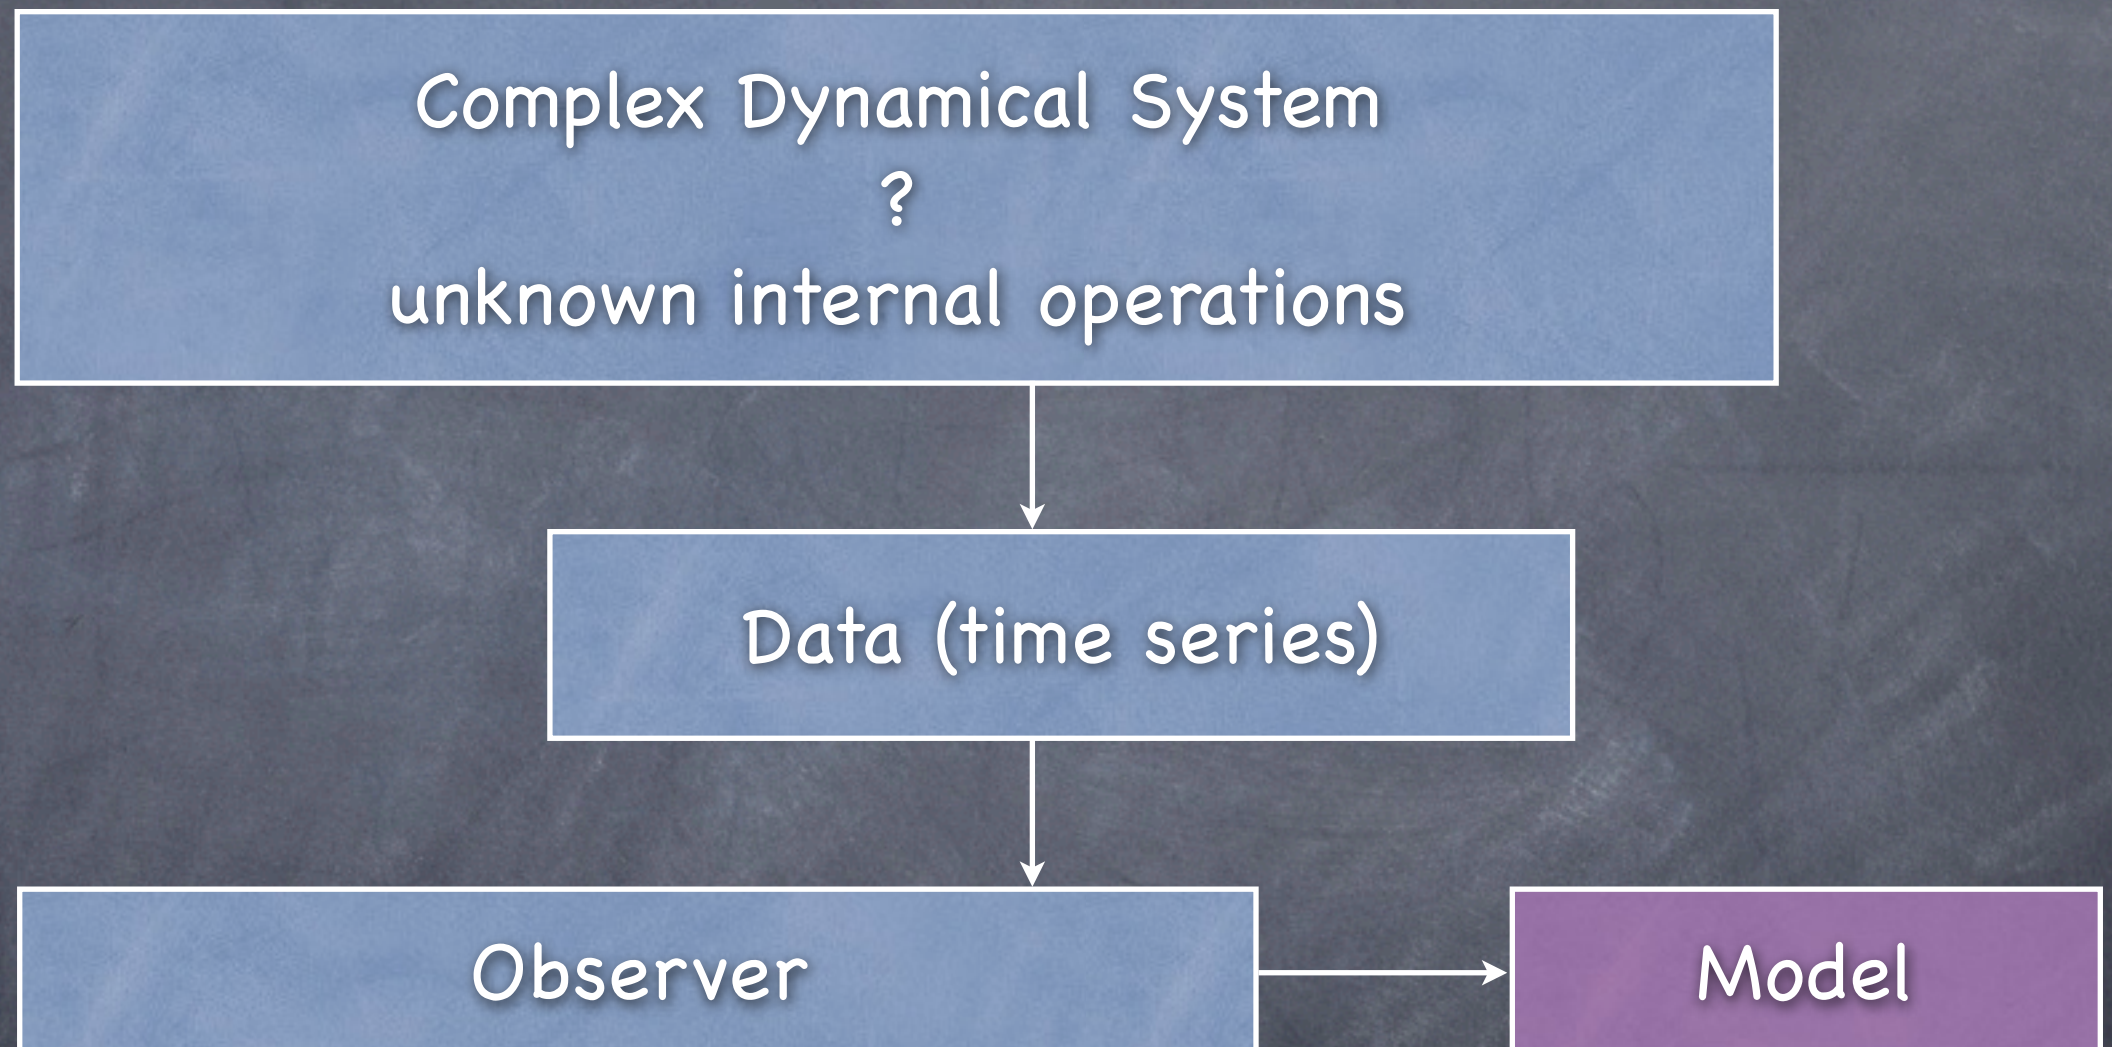 Complex Dynamical System
?
unknown internal operations
Data (time series)
Observer
Model